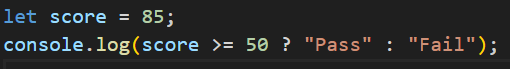 let score = 85;
console.log(score >= 50 ? "Pass" : "Fail");